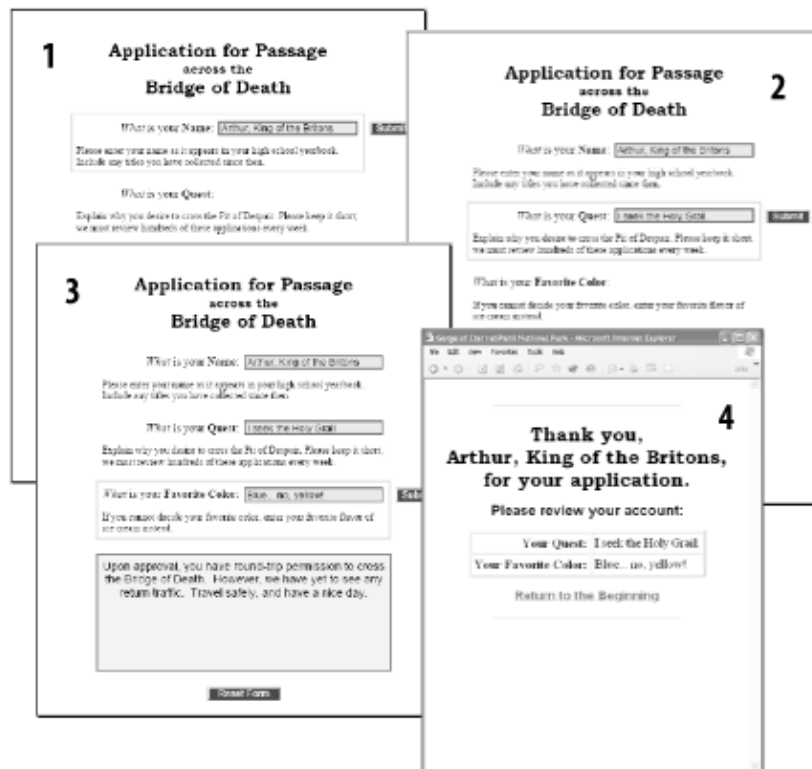 1
Application for Passage
across the
Bridge of Death
What is your Name: Arthur, King of the Britons Submit
Please enter your name as it appears in your high school yearbook.
Include any titles you have collected since then.
What is your Quest:
Explain why you desire to cross the Pit of Despair. Please keep it short,
we must review hundreds of these applications every week.
2
Application for Passage
across the
Bridge of Death
What is your Name: Arthur, King of the Britons
Please enter your name as it appears in your high school yearbook.
Include any titles you have collected since then.
What is your Quest: I seek the Holy Grail. Submit
Explain why you desire to cross the Pit of Despair. Please keep it short,
we must review hundreds of these applications every week.
What is your Favorite Color:
If you cannot decide your favorite color, enter your favorite flavor of
ice cream instead.
3
Application for Passage
across the
Bridge of Death
What is your Name: Arthur, King of the Britons
Please enter your name as it appears in your high school yearbook.
Include any titles you have collected since then.
What is your Quest: I seek the Holy Grail.
Explain why you desire to cross the Pit of Despair. Please keep it short,
we must review hundreds of these applications every week.
What is your Favorite Color: Blue... no, yellow!
If you cannot decide your favorite color, enter your favorite flavor of
ice cream instead.
Upon approval, you have round-trip permission to cross
the Bridge of Death. However, we have yet to see any
return traffic. Travel safely, and have a nice day.
Reset Form
Gorge of Eternal Peril National Park - Microsoft Internet Explorer
File Edit View Favorites Tools Help
4
Thank you,
Arthur, King of the Britons,
for your application.
Please review your account:
Your Quest: I seek the Holy Grail.
Your Favorite Color: Blue... no, yellow!
Return to the Beginning